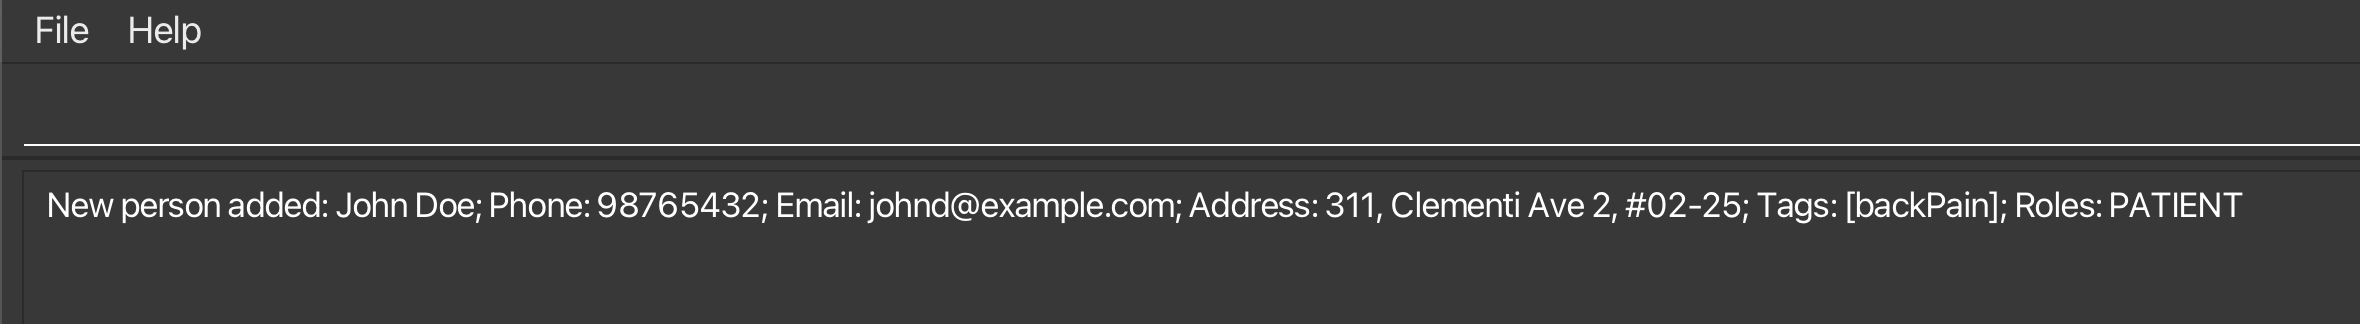 File Help
New person added: John Doe; Phone: 98765432; Email: johnd@example.com; Address: 311, Clementi Ave 2, #02-25; Tags: [backPain]; Roles: PATIENT